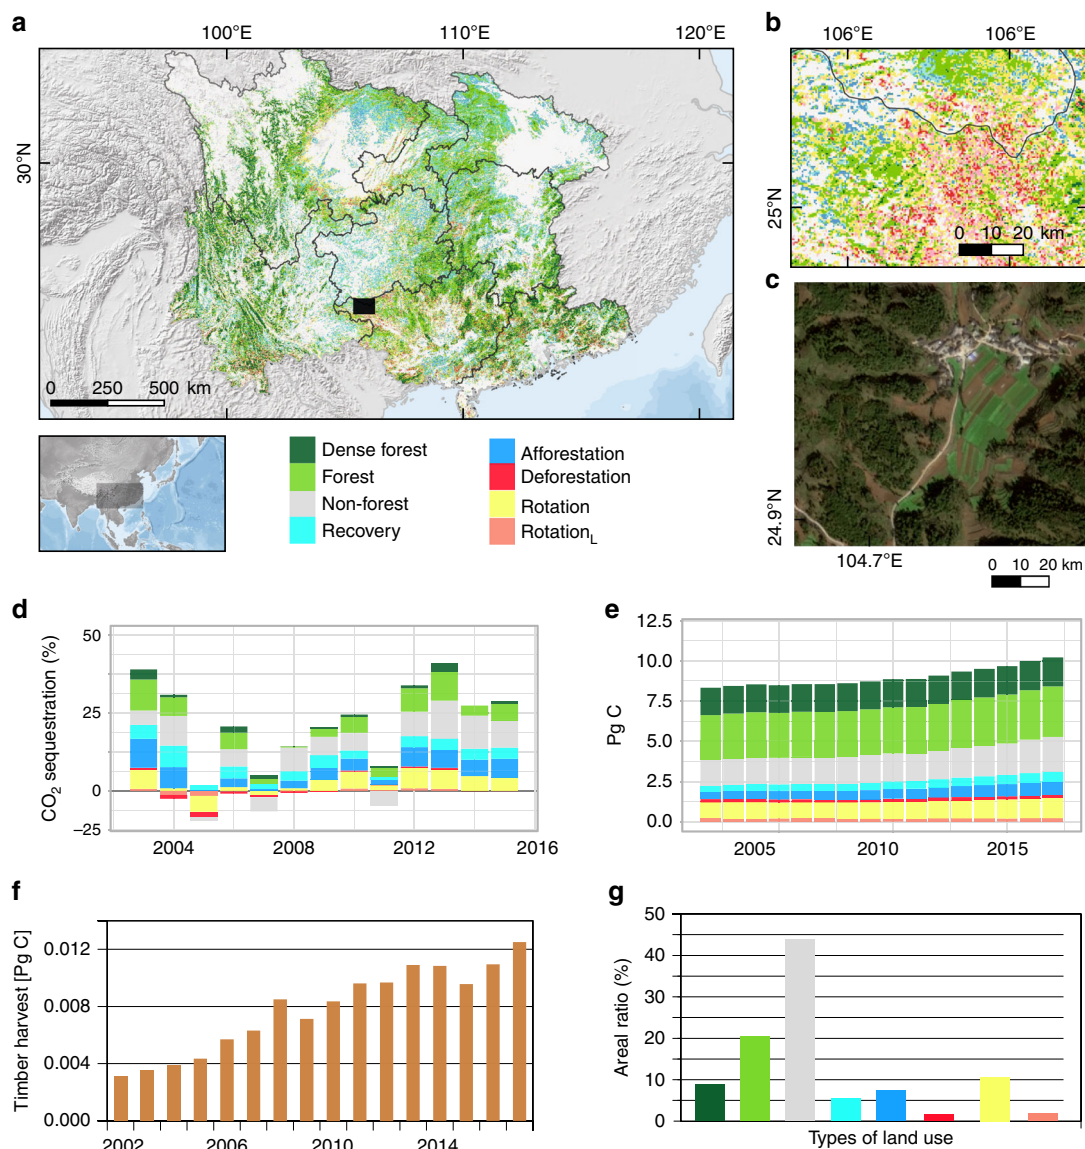 a
100°E
110°E
120°E
30°N
0 250 500 km
b
106°E 106°E
25°N
0 10 20 km
c
24.9°N
104.7°E
0 10 20 km
Dense forest
Forest
Non-forest
Recovery
Afforestation
Deforestation
Rotation
Rotation_L
d
CO₂ sequestration (%)
50
25
0
−25
2004 2008 2012 2016
e
Pg C
12.5
10.0
7.5
5.0
2.5
0.0
2005 2010 2015
f
Timber harvest [Pg C]
0.012
0.008
0.004
0.000
2002 2006 2010 2014
g
Areal ratio (%)
50
40
30
20
10
0
Types of land use